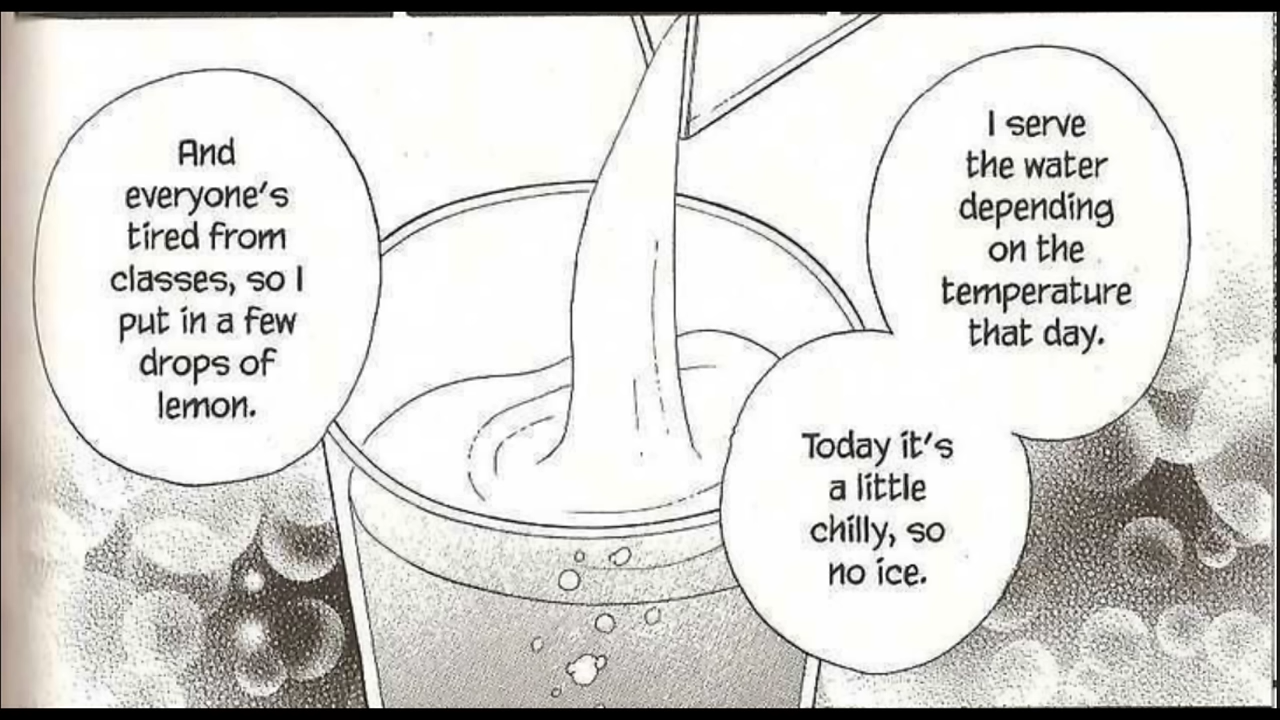 I serve
the water
depending
on the
temperature
that day.
Today it's
a little
chilly, so
no ice.
And
everyone's
tired from
classes, so I
put in a few
drops of
lemon.